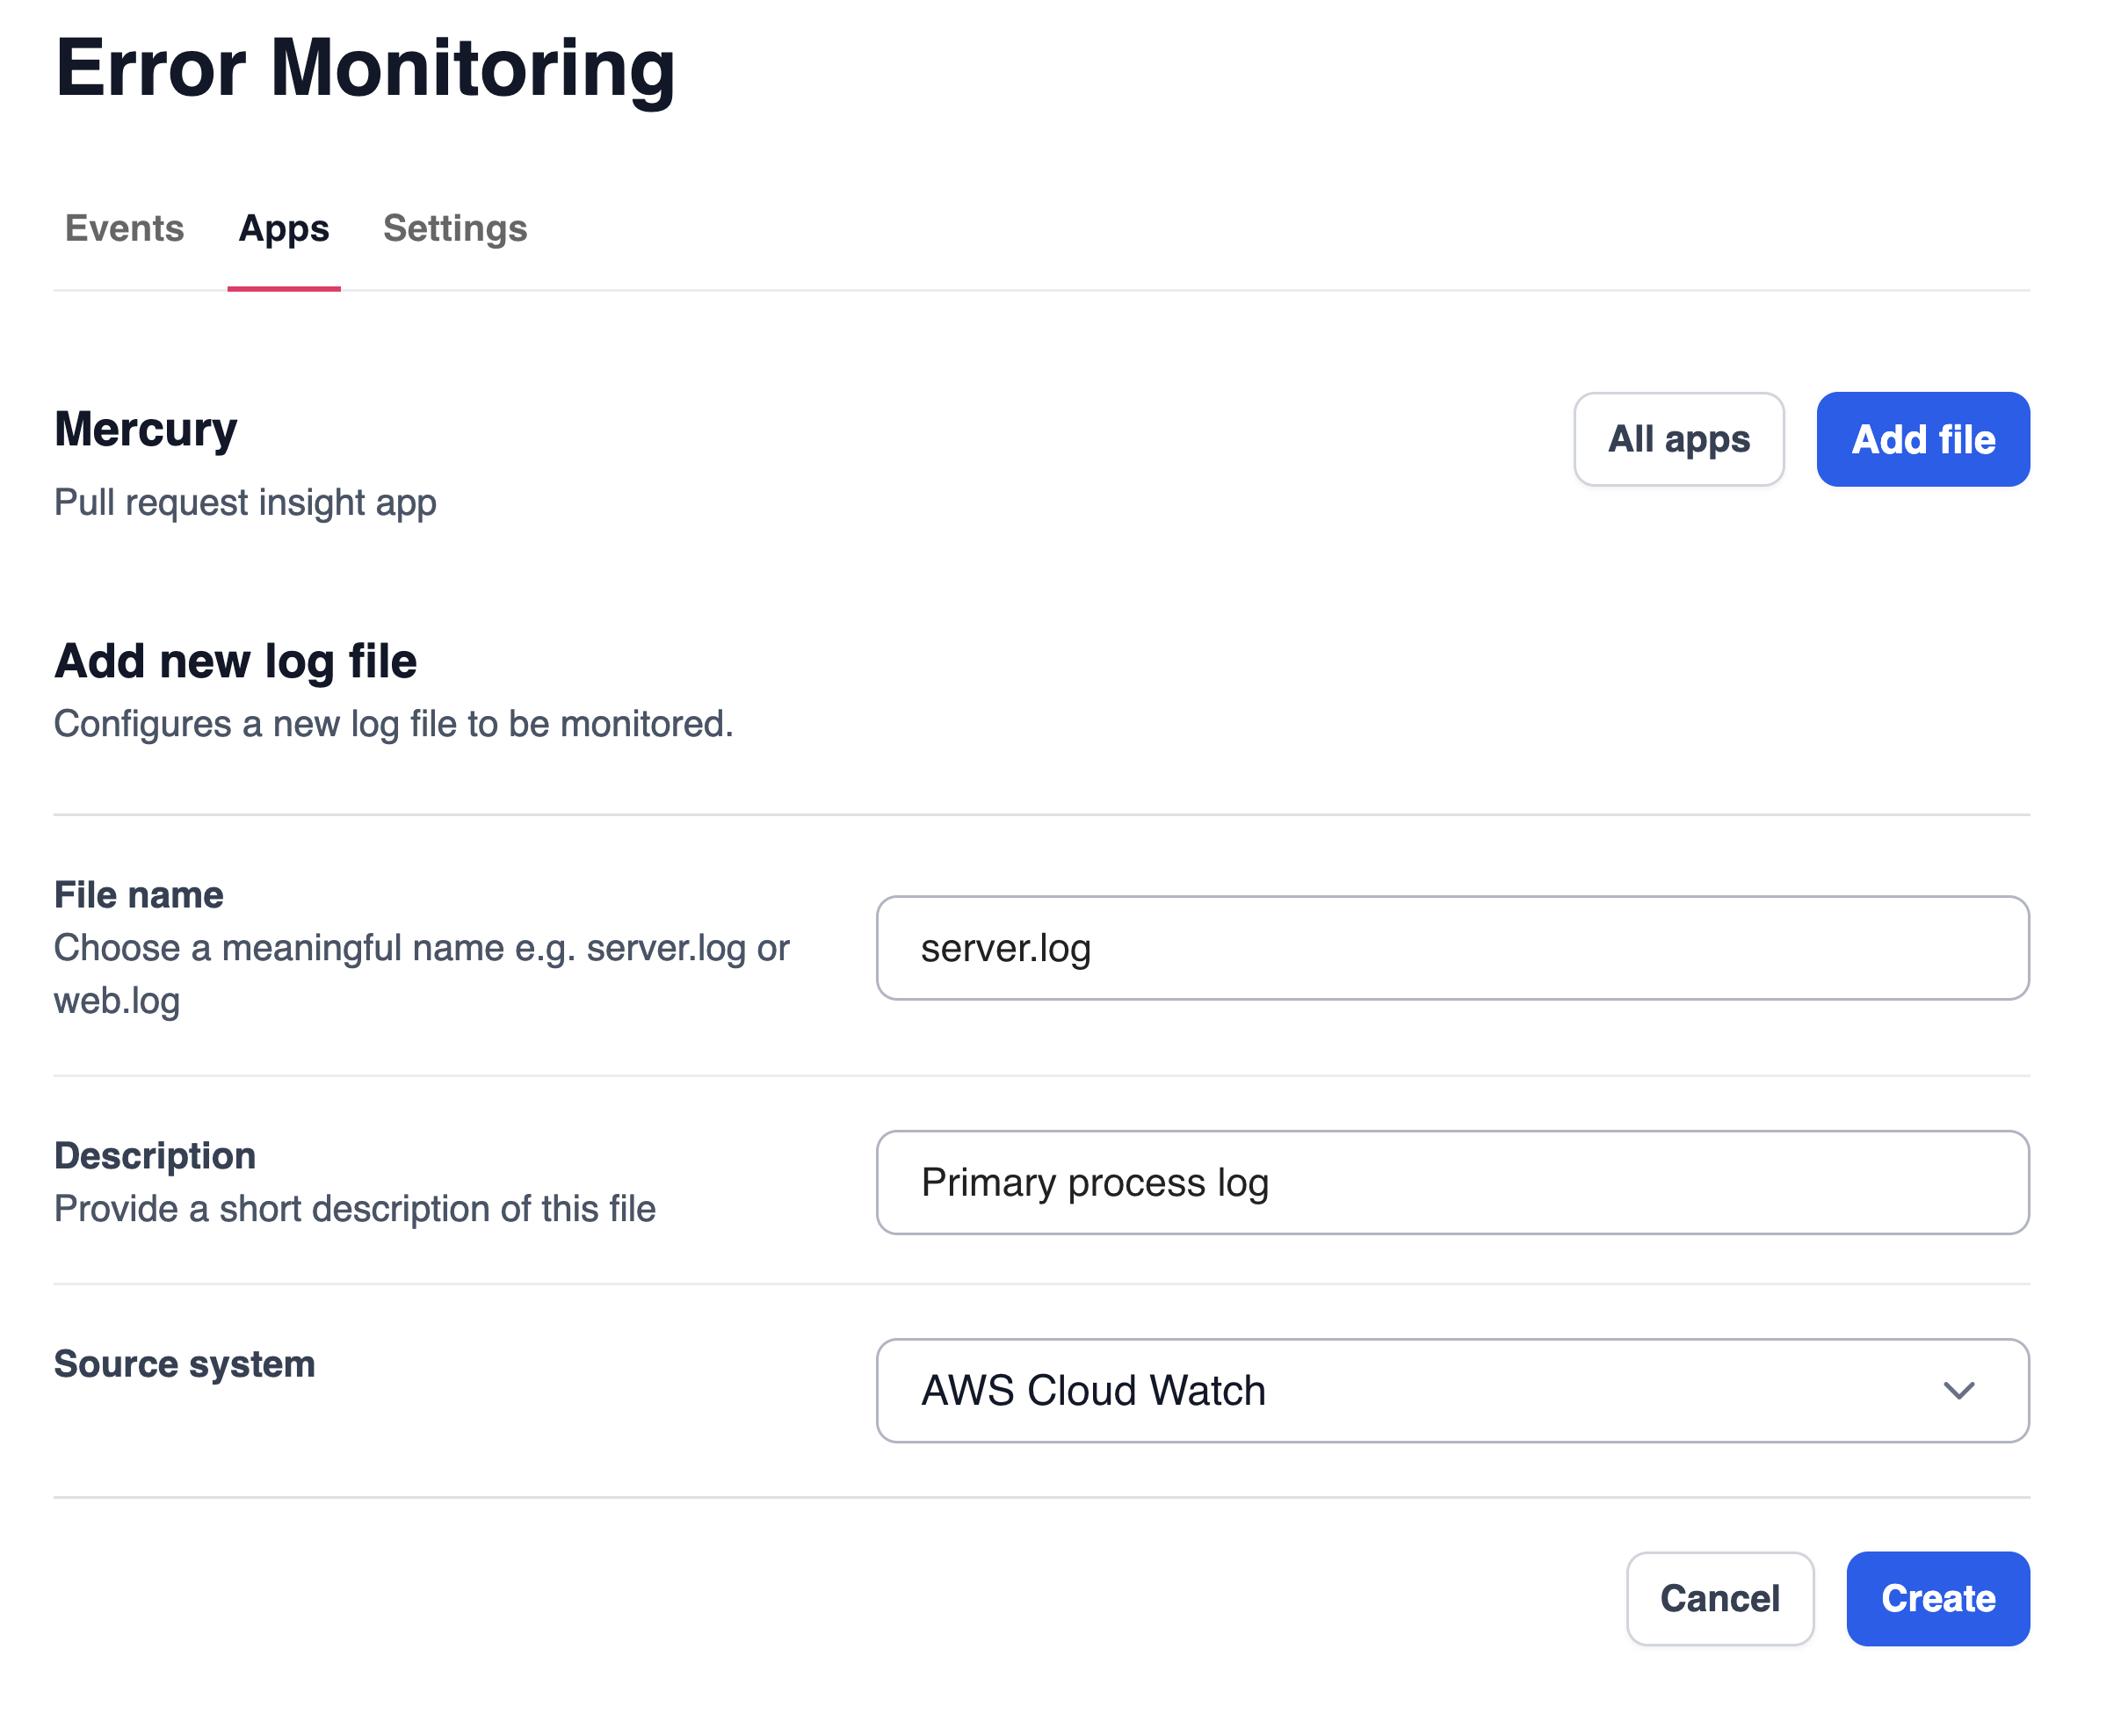 Error Monitoring
Events Apps Settings
Mercury
Pull request insight app
All apps
Add file
Add new log file
Configures a new log file to be monitored.
File name
Choose a meaningful name e.g. server.log or
web.log
server.log
Description
Provide a short description of this file
Primary process log
Source system
AWS Cloud Watch
Cancel
Create